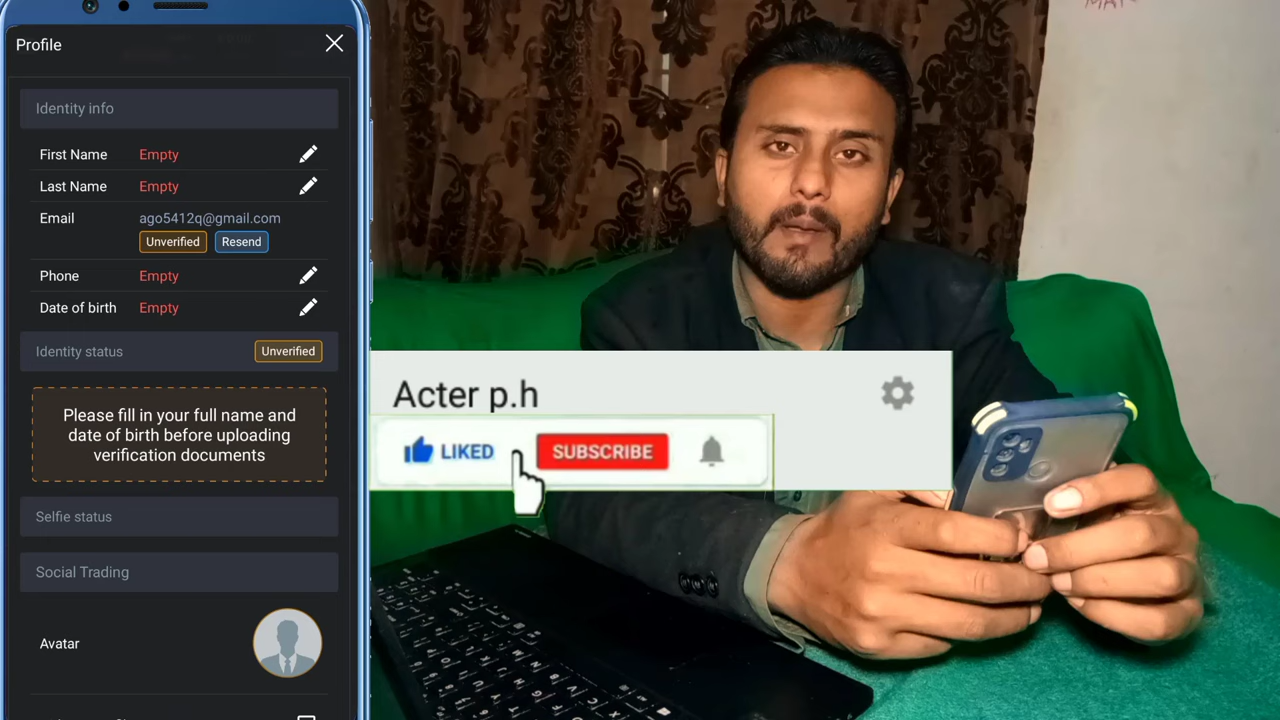 Profile
Identity info
First Name Empty
Last Name Empty
Email ago5412q@gmail.com
Unverified Resend
Phone Empty
Date of birth Empty
Identity status Unverified
Please fill in your full name and
date of birth before uploading
verification documents
Selfie status
Social Trading
Avatar
Acter p.h
LIKED SUBSCRIBE